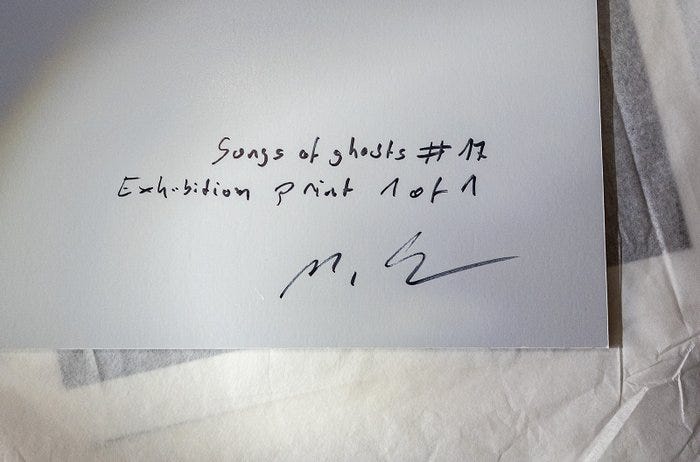 Songs of ghosts # 17
Exhibition print 1 of 1
M.